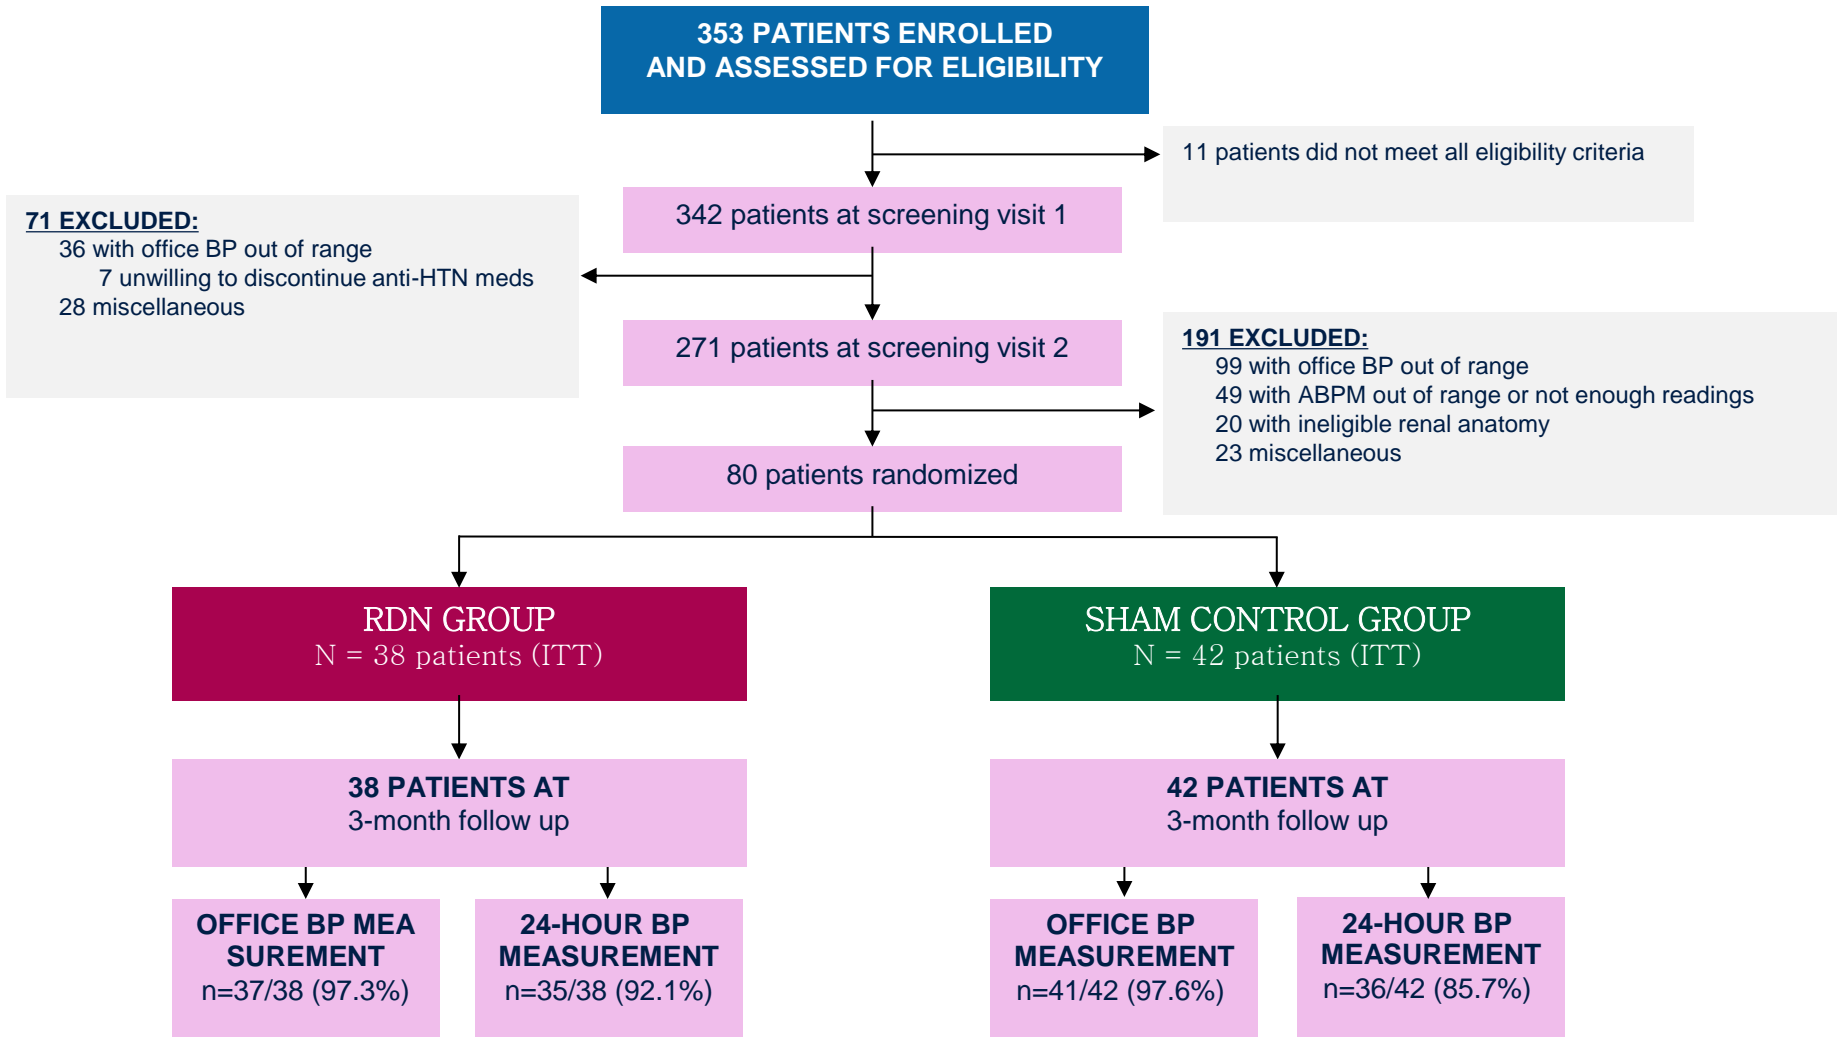 353 PATIENTS ENROLLED
AND ASSESSED FOR ELIGIBILITY
11 patients did not meet all eligibility criteria
342 patients at screening visit 1
71 EXCLUDED:
36 with office BP out of range
7 unwilling to discontinue anti-HTN meds
28 miscellaneous
271 patients at screening visit 2
191 EXCLUDED:
99 with office BP out of range
49 with ABPM out of range or not enough readings
20 with ineligible renal anatomy
23 miscellaneous
80 patients randomized
RDN GROUP
N = 38 patients (ITT)
SHAM CONTROL GROUP
N = 42 patients (ITT)
38 PATIENTS AT
3-month follow up
42 PATIENTS AT
3-month follow up
OFFICE BP MEA
SUREMENT
n=37/38 (97.3%)
24-HOUR BP
MEASUREMENT
n=35/38 (92.1%)
OFFICE BP
MEASUREMENT
n=41/42 (97.6%)
24-HOUR BP
MEASUREMENT
n=36/42 (85.7%)